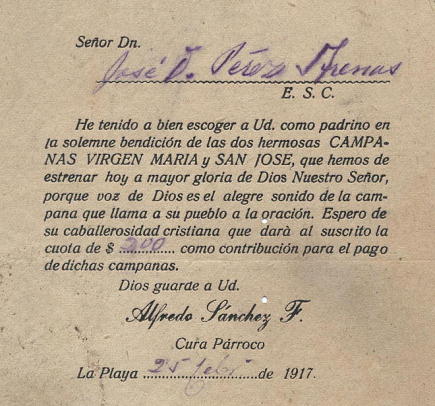 Señor Dn.
José D. Pérez Arenas
E. S. C.
He tenido a bien escoger a Ud. como padrino en
la solemne bendición de las dos hermosas CAMPA-
NAS VIRGEN MARIA y SAN JOSE, que hemos de
estrenar hoy a mayor gloria de Dios Nuestro Señor,
porque voz de Dios es el alegre sonido de la cam-
pana que llama a su pueblo a la oración. Espero de
su caballerosidad cristiana que darà al suscrito la
cuota de $ 200 como contribución para el pago
de dichas campanas.
Dios guarde a Ud.
Alfredo Sánchez F.
Cura Párroco
La Playa 25 de 1917.